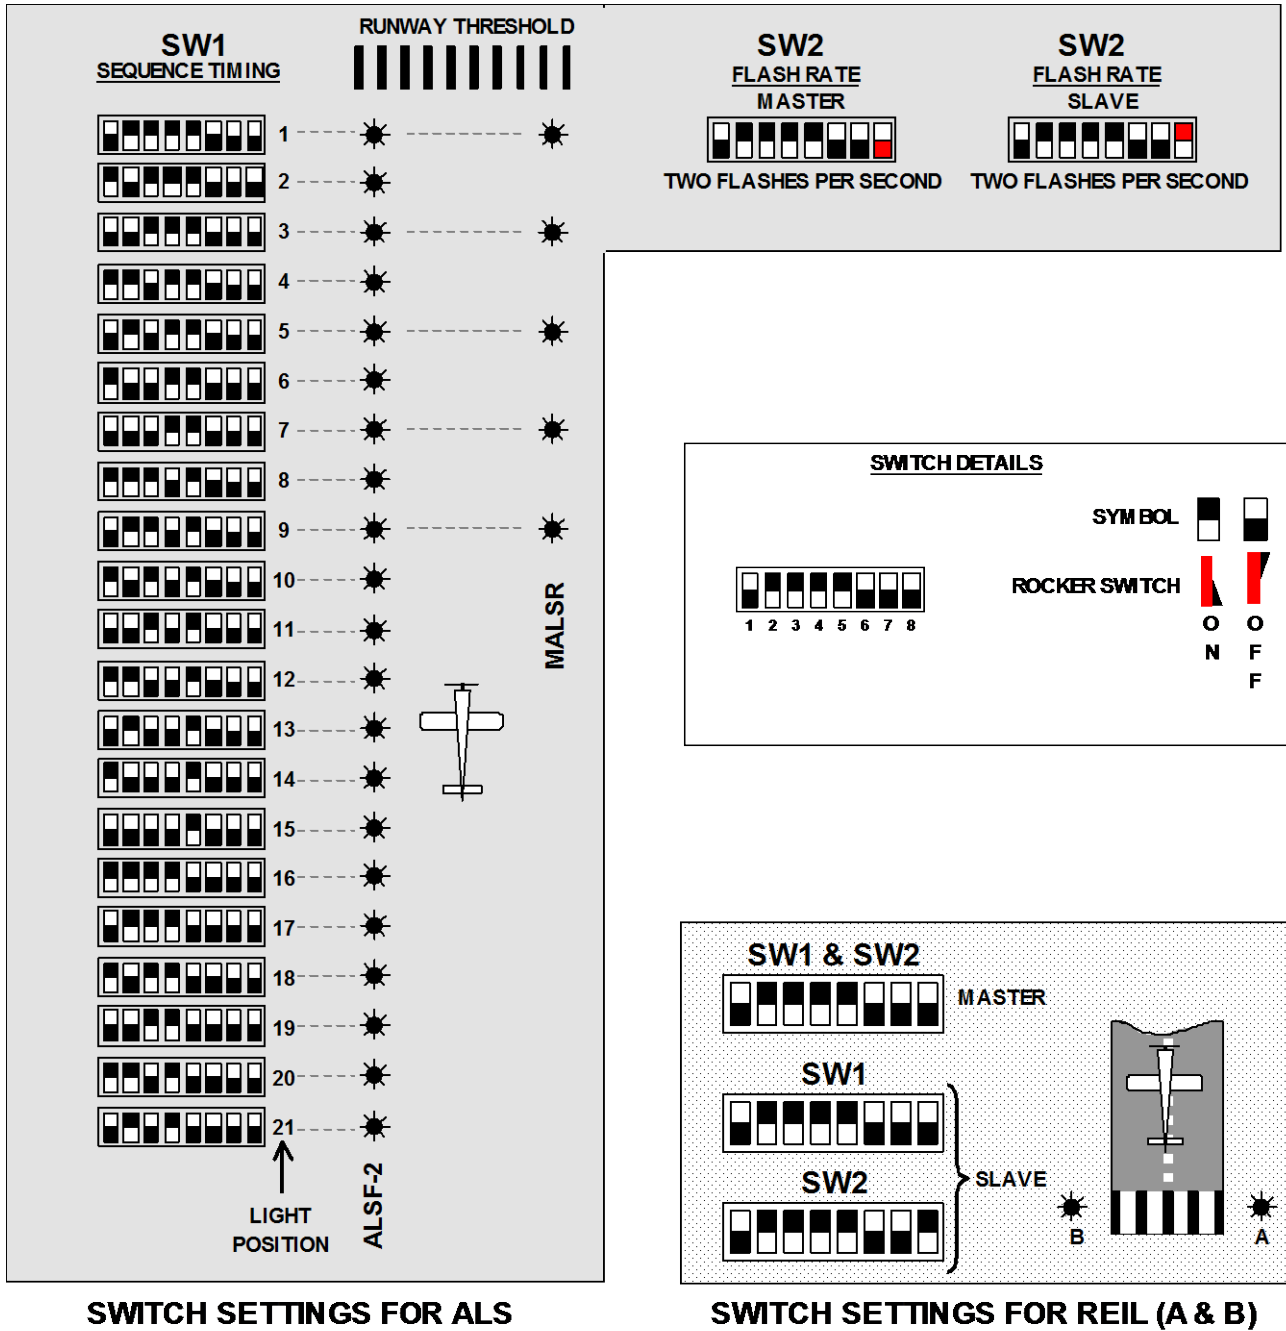 SW1
SEQUENCE TIMING
RUNWAY THRESHOLD
1
2
3
4
5
6
7
8
9
10
11
12
13
14
15
16
17
18
19
20
21
MALSR
ALSF-2
LIGHT
POSITION
SWITCH SETTINGS FOR ALS
SW2
FLASH RATE
MASTER
TWO FLASHES PER SECOND
SW2
FLASH RATE
SLAVE
TWO FLASHES PER SECOND
SWITCH DETAILS
SYMBOL
ROCKER SWITCH
1 2 3 4 5 6 7 8
ON
OFF
SW1 & SW2
MASTER
SW1
SW2
SLAVE
B
A
SWITCH SETTINGS FOR REIL (A & B)